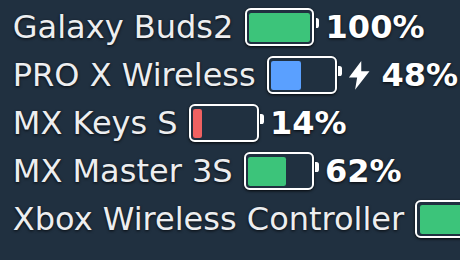 Galaxy Buds2 100%
PRO X Wireless 48%
MX Keys S 14%
MX Master 3S 62%
Xbox Wireless Controller